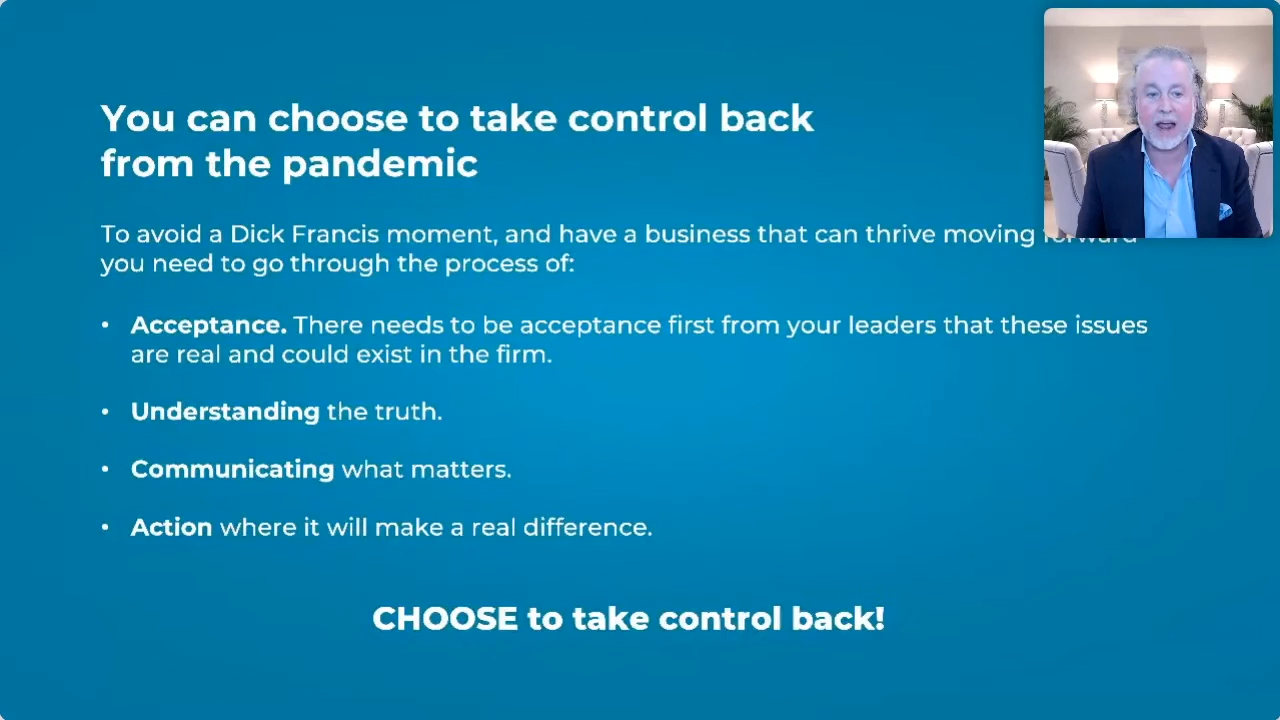 You can choose to take control back
from the pandemic
To avoid a Dick Francis moment, and have a business that can thrive moving
you need to go through the process of:
• Acceptance. There needs to be acceptance first from your leaders that these issues
are real and could exist in the firm.
• Understanding the truth.
• Communicating what matters.
• Action where it will make a real difference.
CHOOSE to take control back!